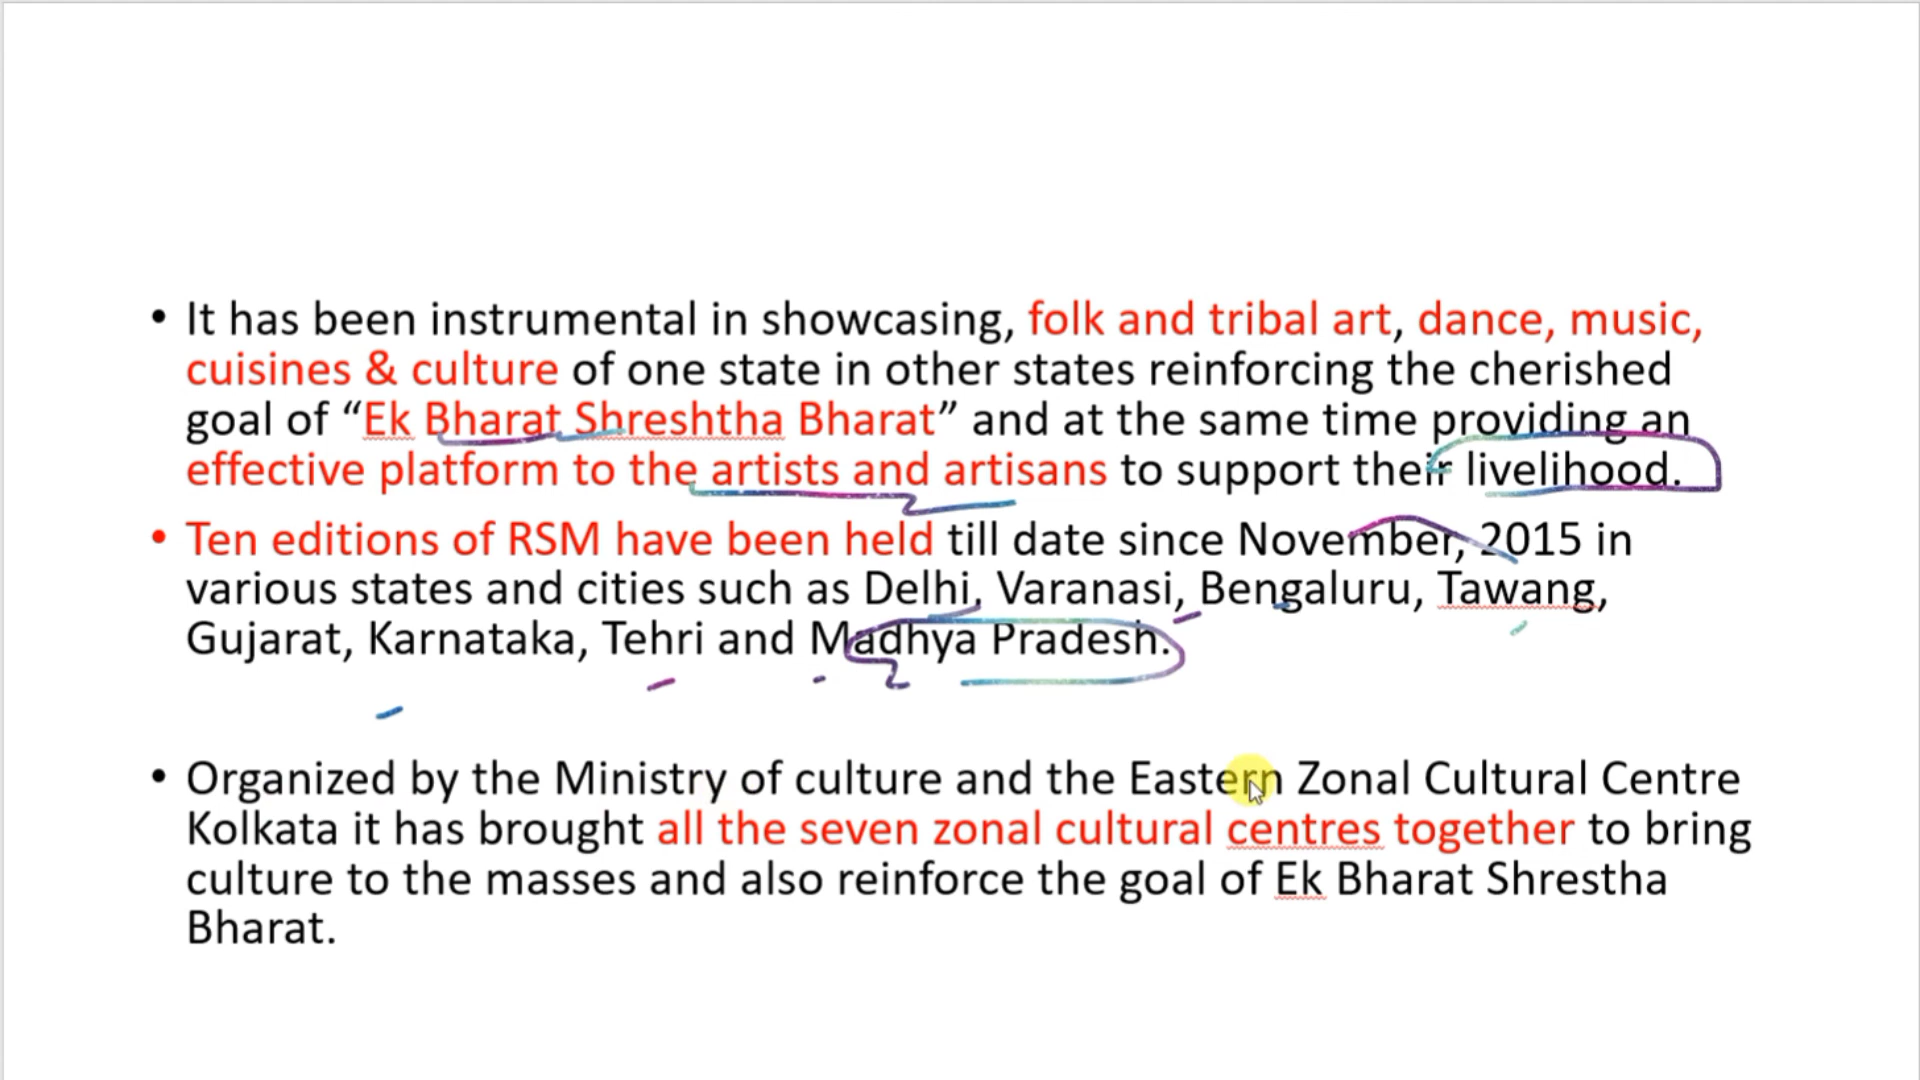 • It has been instrumental in showcasing, folk and tribal art, dance, music,
cuisines & culture of one state in other states reinforcing the cherished
goal of “Ek Bharat Shreshtha Bharat” and at the same time providing an
effective platform to the artists and artisans to support their livelihood.
• Ten editions of RSM have been held till date since November, 2015 in
various states and cities such as Delhi, Varanasi, Bengaluru, Tawang,
Gujarat, Karnataka, Tehri and Madhya Pradesh.
• Organized by the Ministry of culture and the Eastern Zonal Cultural Centre
Kolkata it has brought all the seven zonal cultural centres together to bring
culture to the masses and also reinforce the goal of Ek Bharat Shrestha
Bharat.